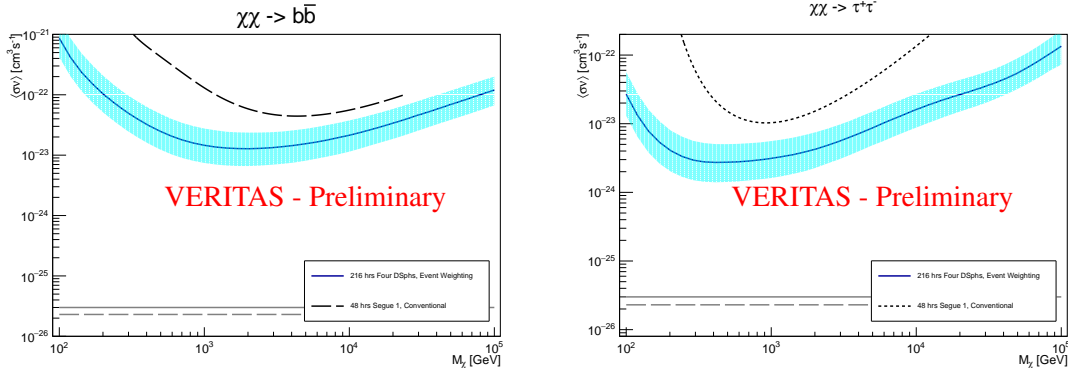 χχ -> bb̅
⟨σv⟩ [cm³s⁻¹]
10⁻²¹
10⁻²²
10⁻²³
10⁻²⁴
10⁻²⁵
10⁻²⁶
VERITAS - Preliminary
216 hrs Four DSphs, Event Weighting
48 hrs Segue 1, Conventional
10² 10³ 10⁴ 10⁵
M_χ [GeV]
χχ -> τ⁺τ⁻
⟨σv⟩ [cm³s⁻¹]
10⁻²²
10⁻²³
10⁻²⁴
10⁻²⁵
10⁻²⁶
VERITAS - Preliminary
216 hrs Four DSphs, Event Weighting
48 hrs Segue 1, Conventional
10² 10³ 10⁴ 10⁵
M_χ [GeV]